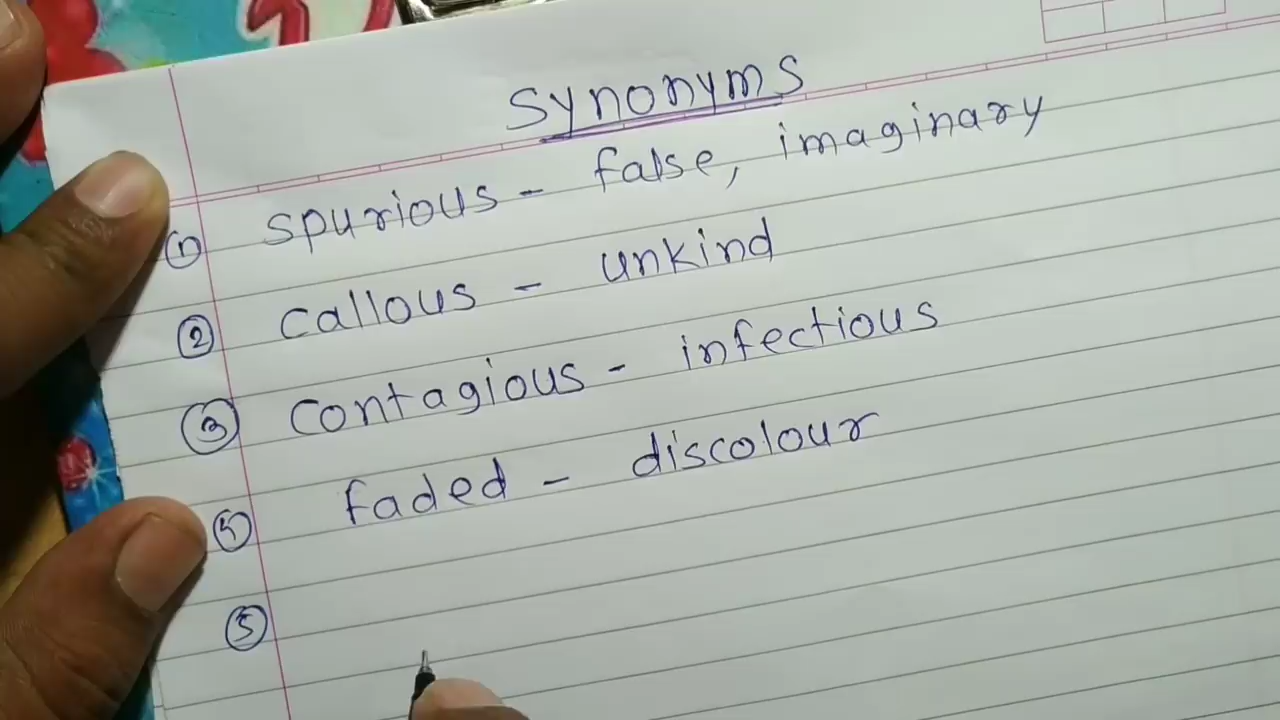 Synonyms
① Spurious - false, imaginary
② Callous - unkind
③ Contagious - infectious
④ faded - discolour
⑤